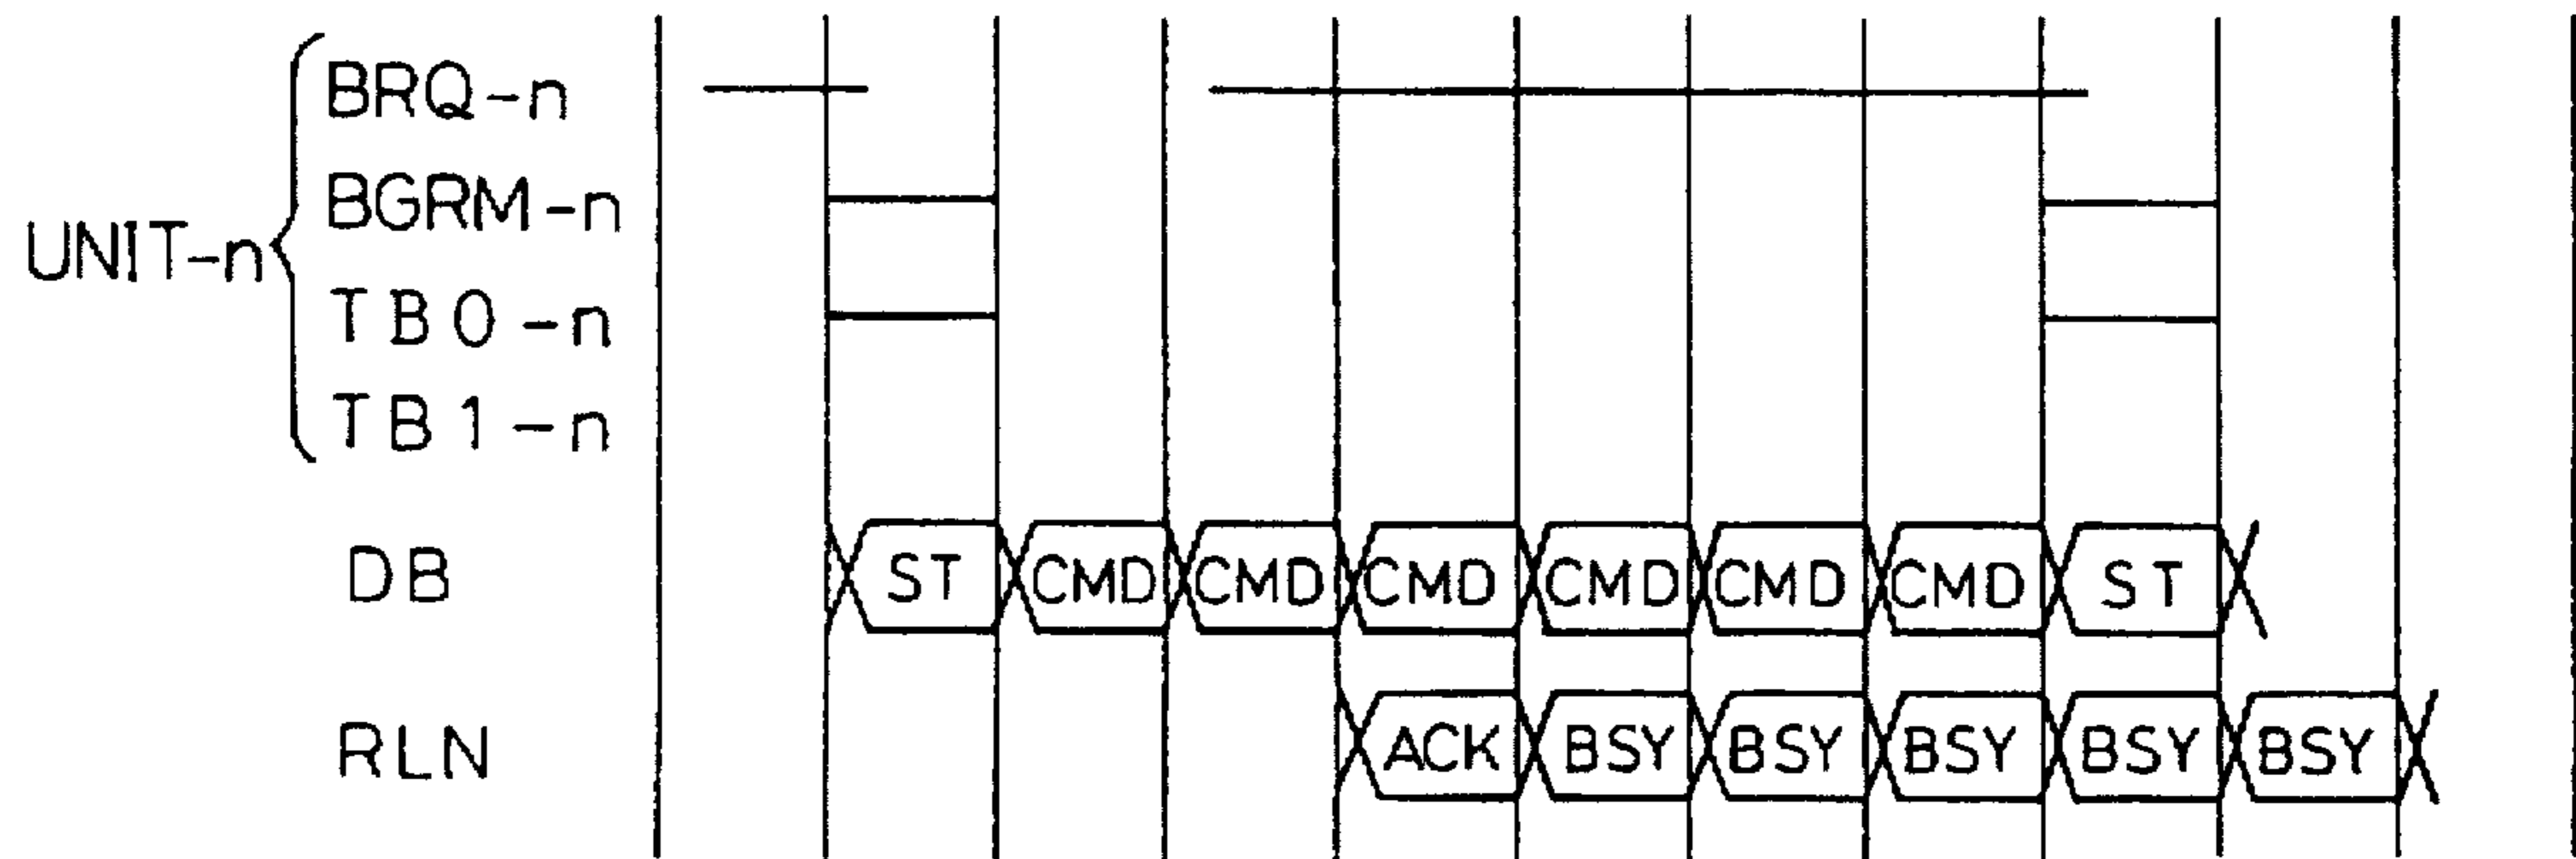 BRQ-n
BGRM-n
UNIT-n
TB0-n
TB1-n
DB ST CMD CMD CMD CMD CMD CMD ST
RLN ACK BSY BSY BSY BSY BSY